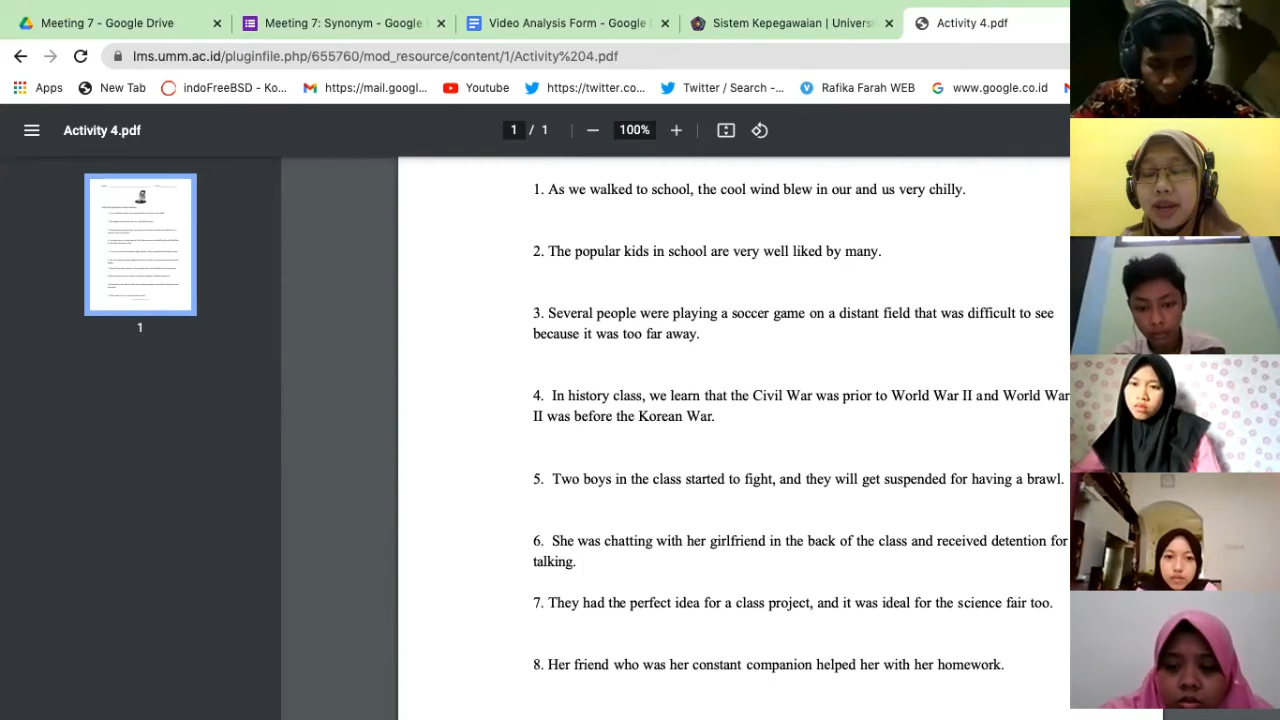 Meeting 7 - Google Drive
Meeting 7: Synonym - Google
Video Analysis Form - Google
Sistem Kepegawaian | Univers
Activity 4.pdf
lms.umm.ac.id/pluginfile.php/655760/mod_resource/content/1/Activity%204.pdf
Apps
New Tab
indoFreeBSD - Ko...
https://mail.googl...
Youtube
https://twitter.co...
Twitter / Search -...
Rafika Farah WEB
www.google.co.id
Activity 4.pdf
1 / 1
100%
1
1. As we walked to school, the cool wind blew in our and us very chilly.
2. The popular kids in school are very well liked by many.
3. Several people were playing a soccer game on a distant field that was difficult to see
because it was too far away.
4. In history class, we learn that the Civil War was prior to World War II and World War
II was before the Korean War.
5. Two boys in the class started to fight, and they will get suspended for having a brawl.
6. She was chatting with her girlfriend in the back of the class and received detention for
talking.
7. They had the perfect idea for a class project, and it was ideal for the science fair too.
8. Her friend who was her constant companion helped her with her homework.